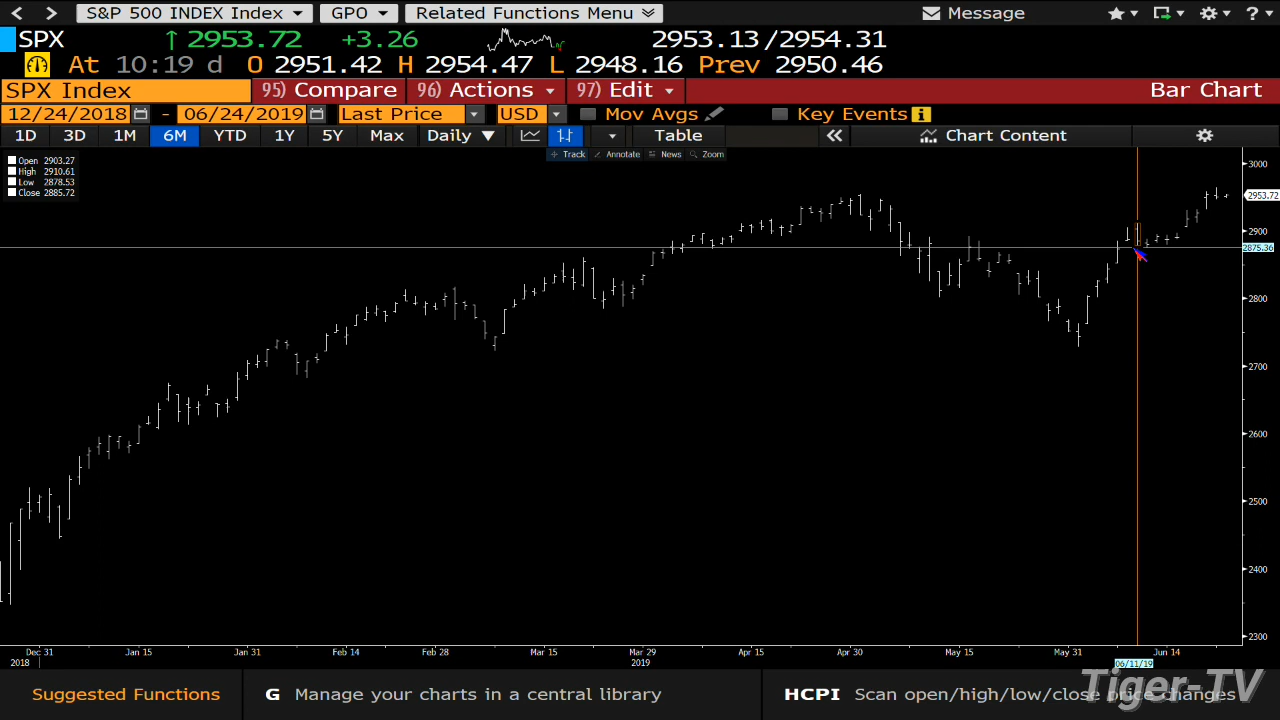 S&P 500 INDEX Index GPO Related Functions Menu Message ?
SPX ↑ 2953.72 +3.26 2953.13/2954.31
At 10:19 d O 2951.42 H 2954.47 L 2948.16 Prev 2950.46
SPX Index 95) Compare 96) Actions 97) Edit Bar Chart
12/24/2018 - 06/24/2019 Last Price USD Mov Avgs Key Events i
1D 3D 1M 6M YTD 1Y 5Y Max Daily ▼ Table « Chart Content
Track Annotate News Zoom
Open 2903.27
High 2910.61
Low 2878.53
Close 2885.72
3000
2953.72
2900
2875.36
2800
2700
2600
2500
2400
2300
Dec 31 Jan 15 Jan 31 Feb 14 Feb 28 Mar 15 Mar 29 Apr 15 Apr 30 May 15 May 31 Jun 14
2018 2019 06/11/19
Suggested Functions G Manage your charts in a central library HCPI Scan open/high/low/close price changes
Tiger-TV